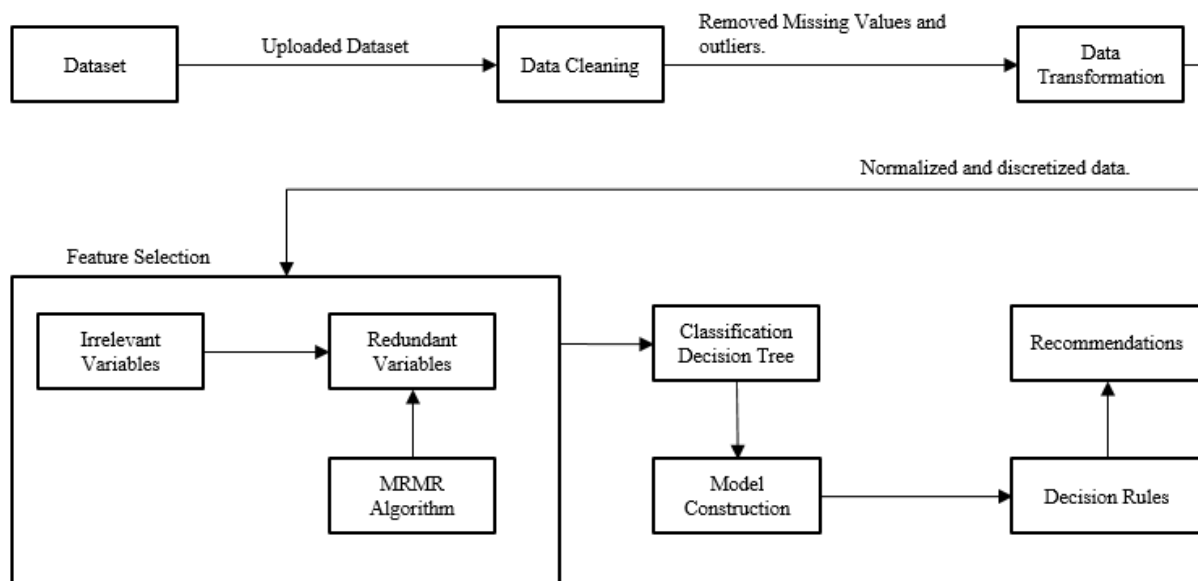 Dataset
Uploaded Dataset
Data Cleaning
Removed Missing Values and
outliers.
Data
Transformation
Normalized and discretized data.
Feature Selection
Irrelevant
Variables
Redundant
Variables
MRMR
Algorithm
Classification
Decision Tree
Model
Construction
Decision Rules
Recommendations